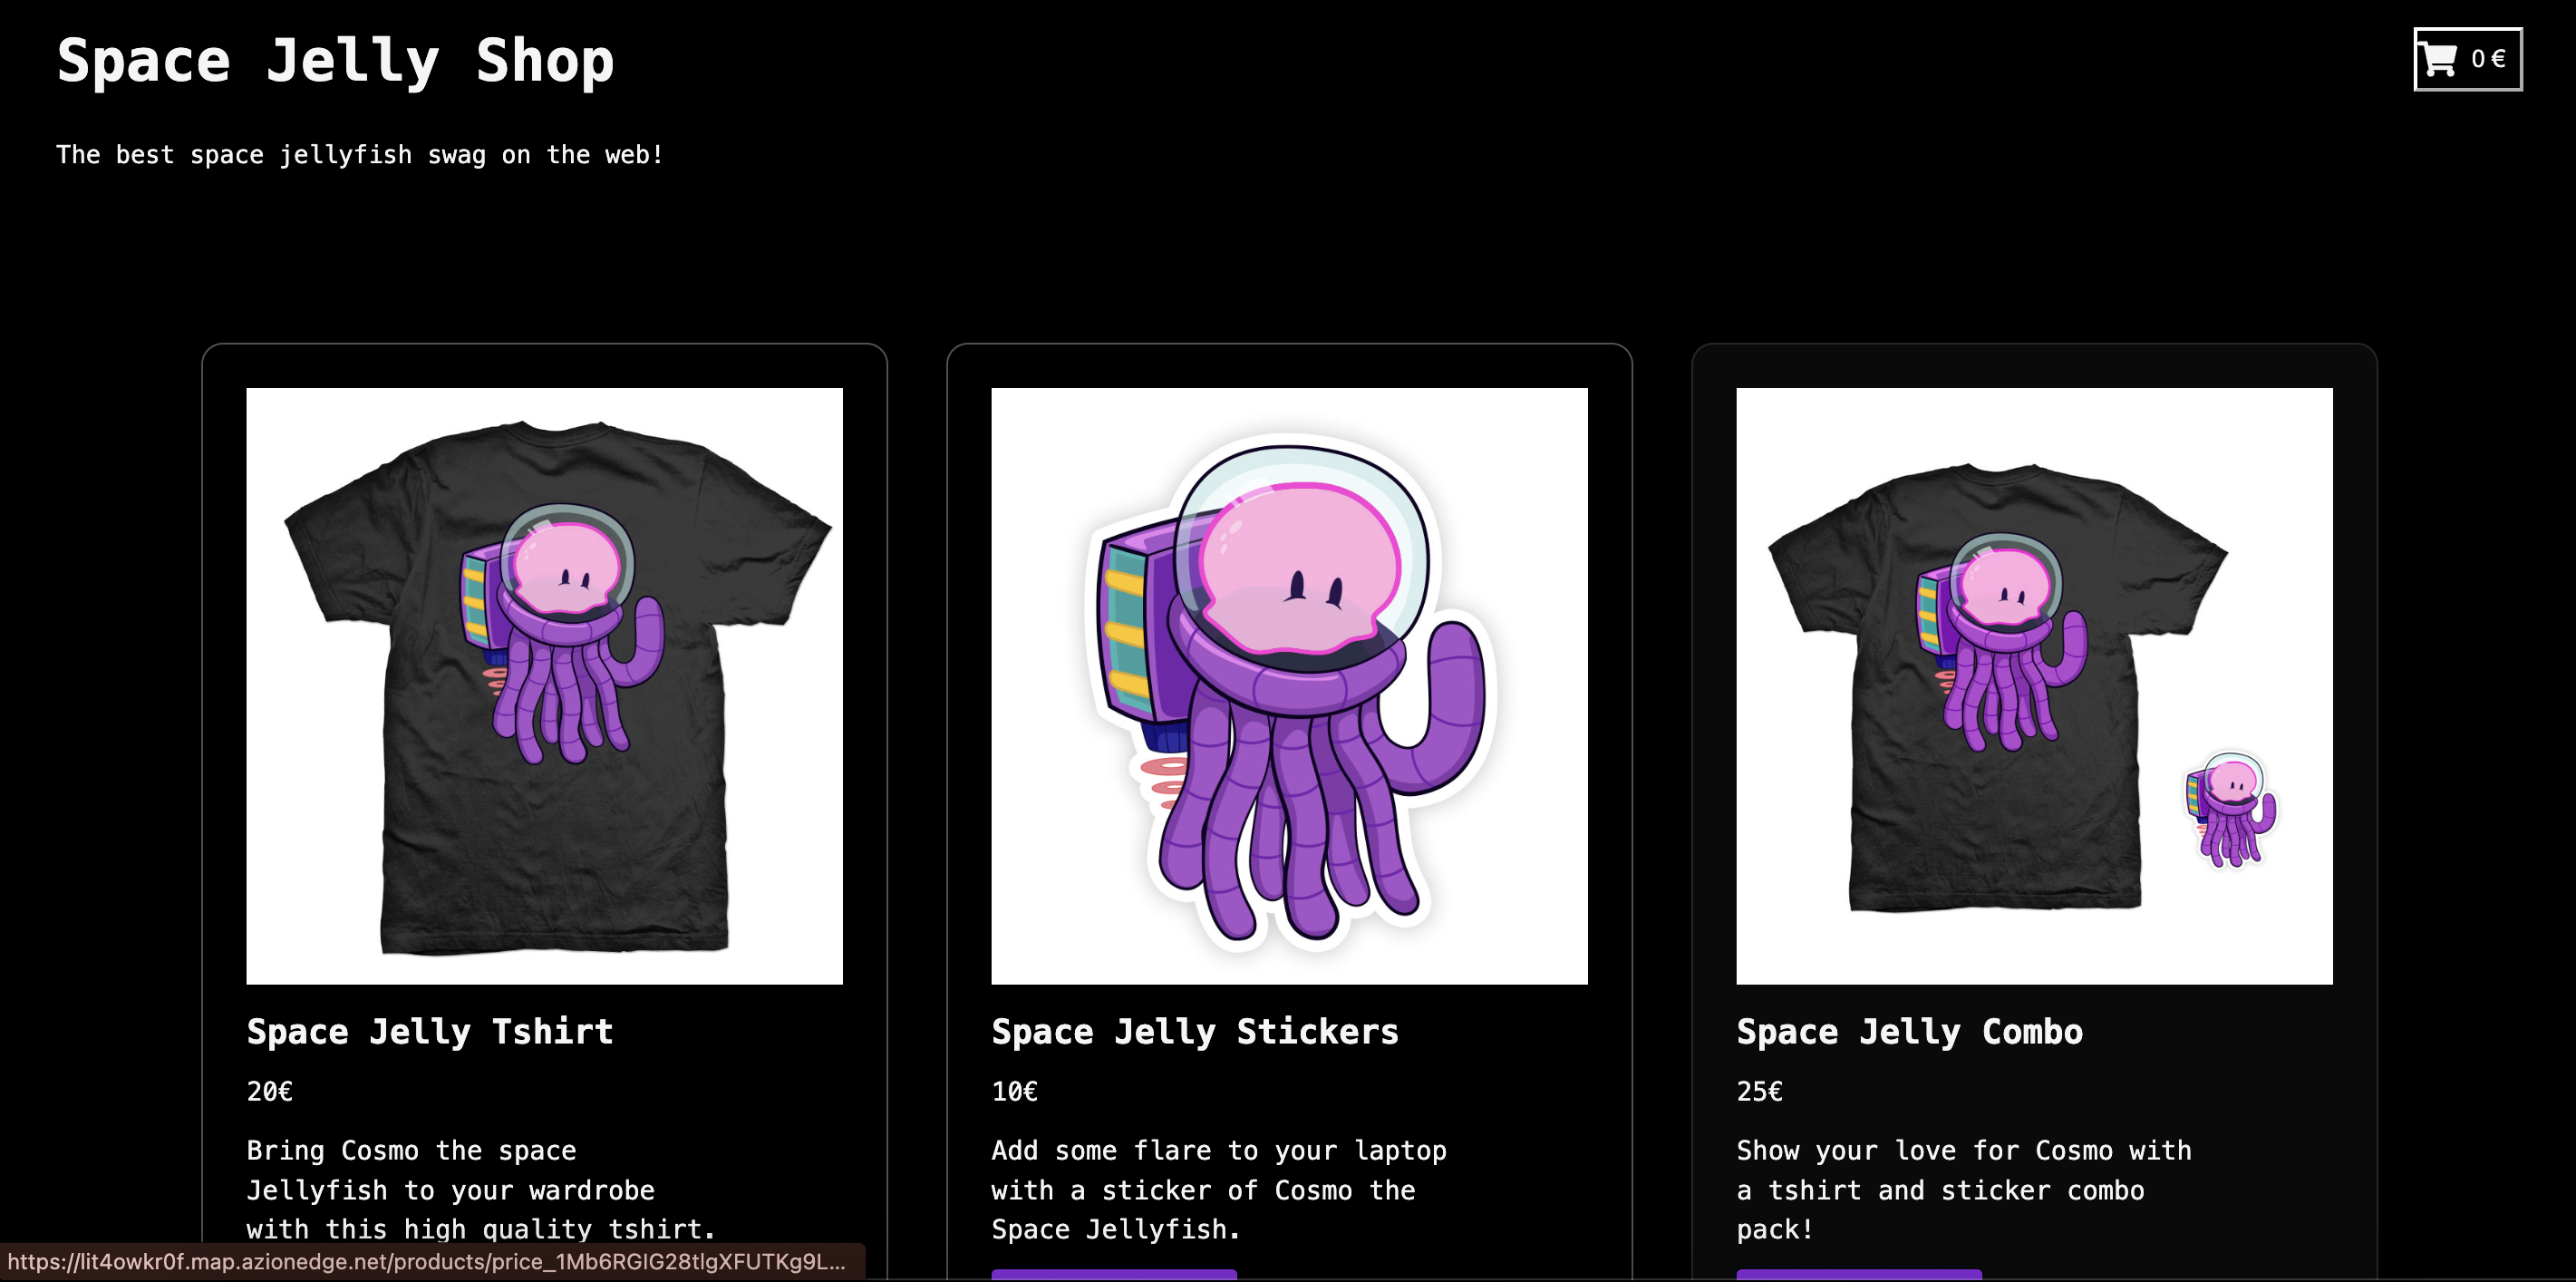 Space Jelly Shop
0 €
The best space jellyfish swag on the web!
Space Jelly Tshirt
20€
Bring Cosmo the space
Jellyfish to your wardrobe
with this high quality tshirt.
Space Jelly Stickers
10€
Add some flare to your laptop
with a sticker of Cosmo the
Space Jellyfish.
Space Jelly Combo
25€
Show your love for Cosmo with
a tshirt and sticker combo
pack!
https://lit4owkr0f.map.azionedge.net/products/price_1Mb6RGIG28tlgXFUTKg9L...